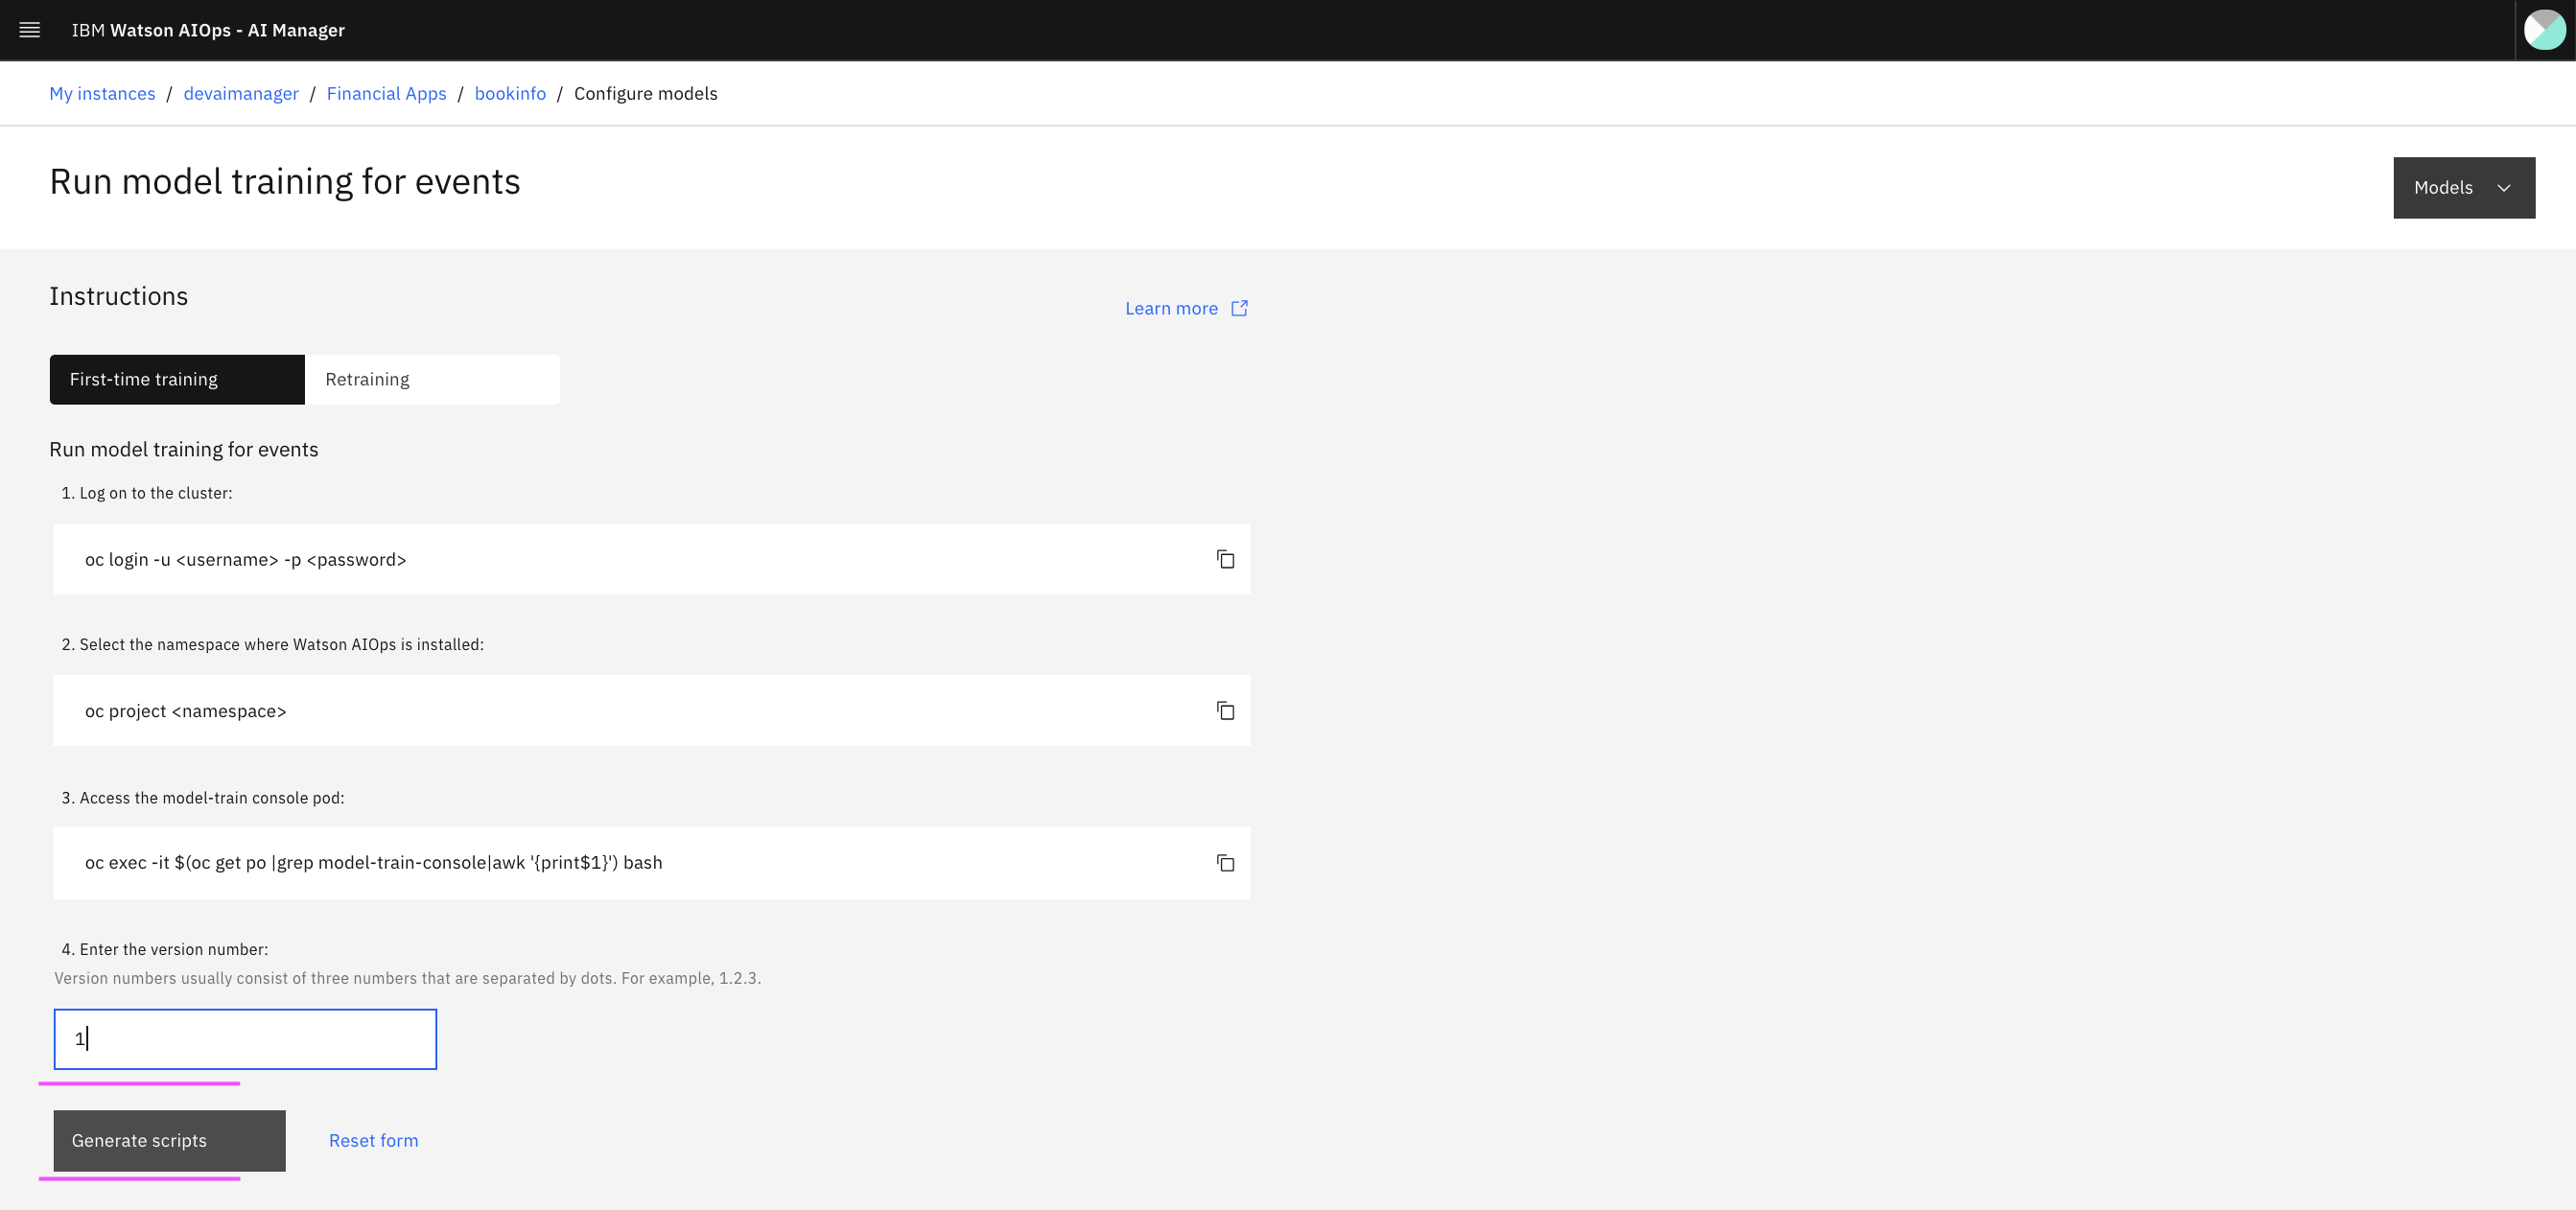 IBM Watson AIOps - AI Manager
My instances / devaimanager / Financial Apps / bookinfo / Configure models
Run model training for events
Models
Instructions
Learn more
First-time training
Retraining
Run model training for events
1. Log on to the cluster:
oc login -u <username> -p <password>
2. Select the namespace where Watson AIOps is installed:
oc project <namespace>
3. Access the model-train console pod:
oc exec -it $(oc get po |grep model-train-console|awk '{print$1}') bash
4. Enter the version number:
Version numbers usually consist of three numbers that are separated by dots. For example, 1.2.3.
1
Generate scripts
Reset form